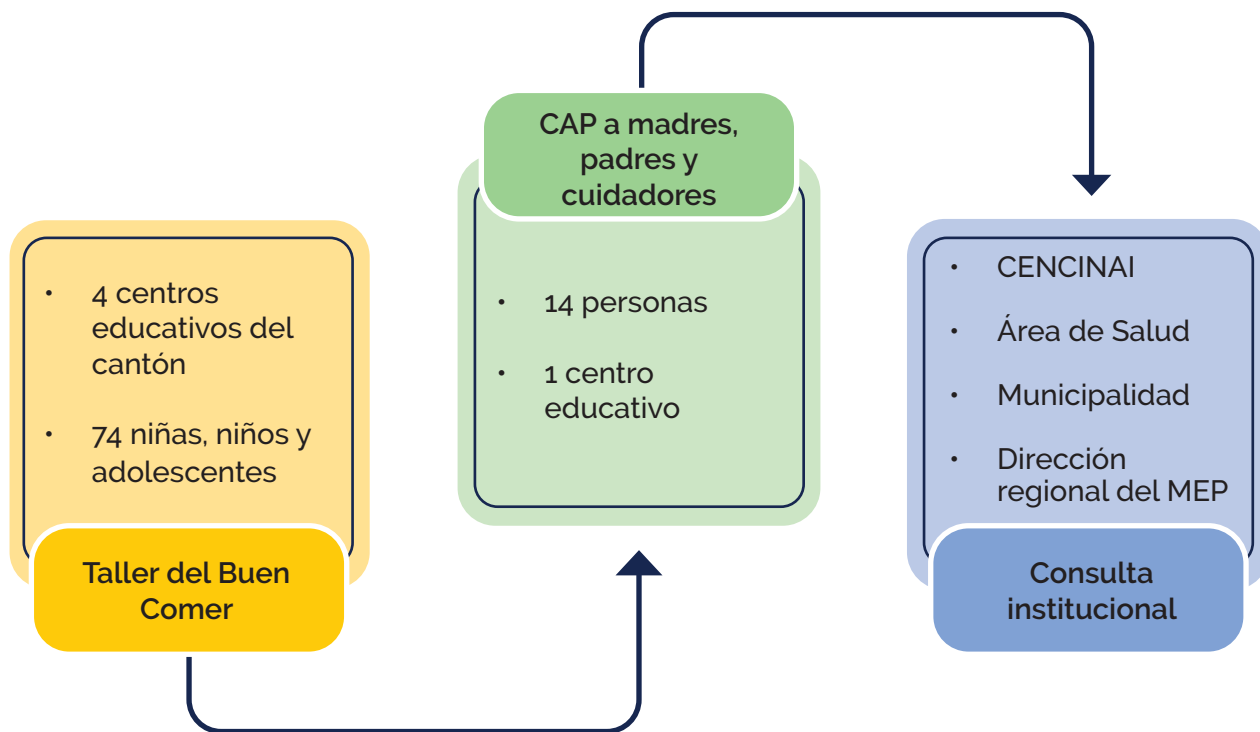 • 4 centros
educativos del
cantón
• 74 niñas, niños y
adolescentes
Taller del Buen
Comer
CAP a madres,
padres y
cuidadores
• 14 personas
• 1 centro
educativo
• CENCINAI
• Área de Salud
• Municipalidad
• Dirección
regional del MEP
Consulta
institucional